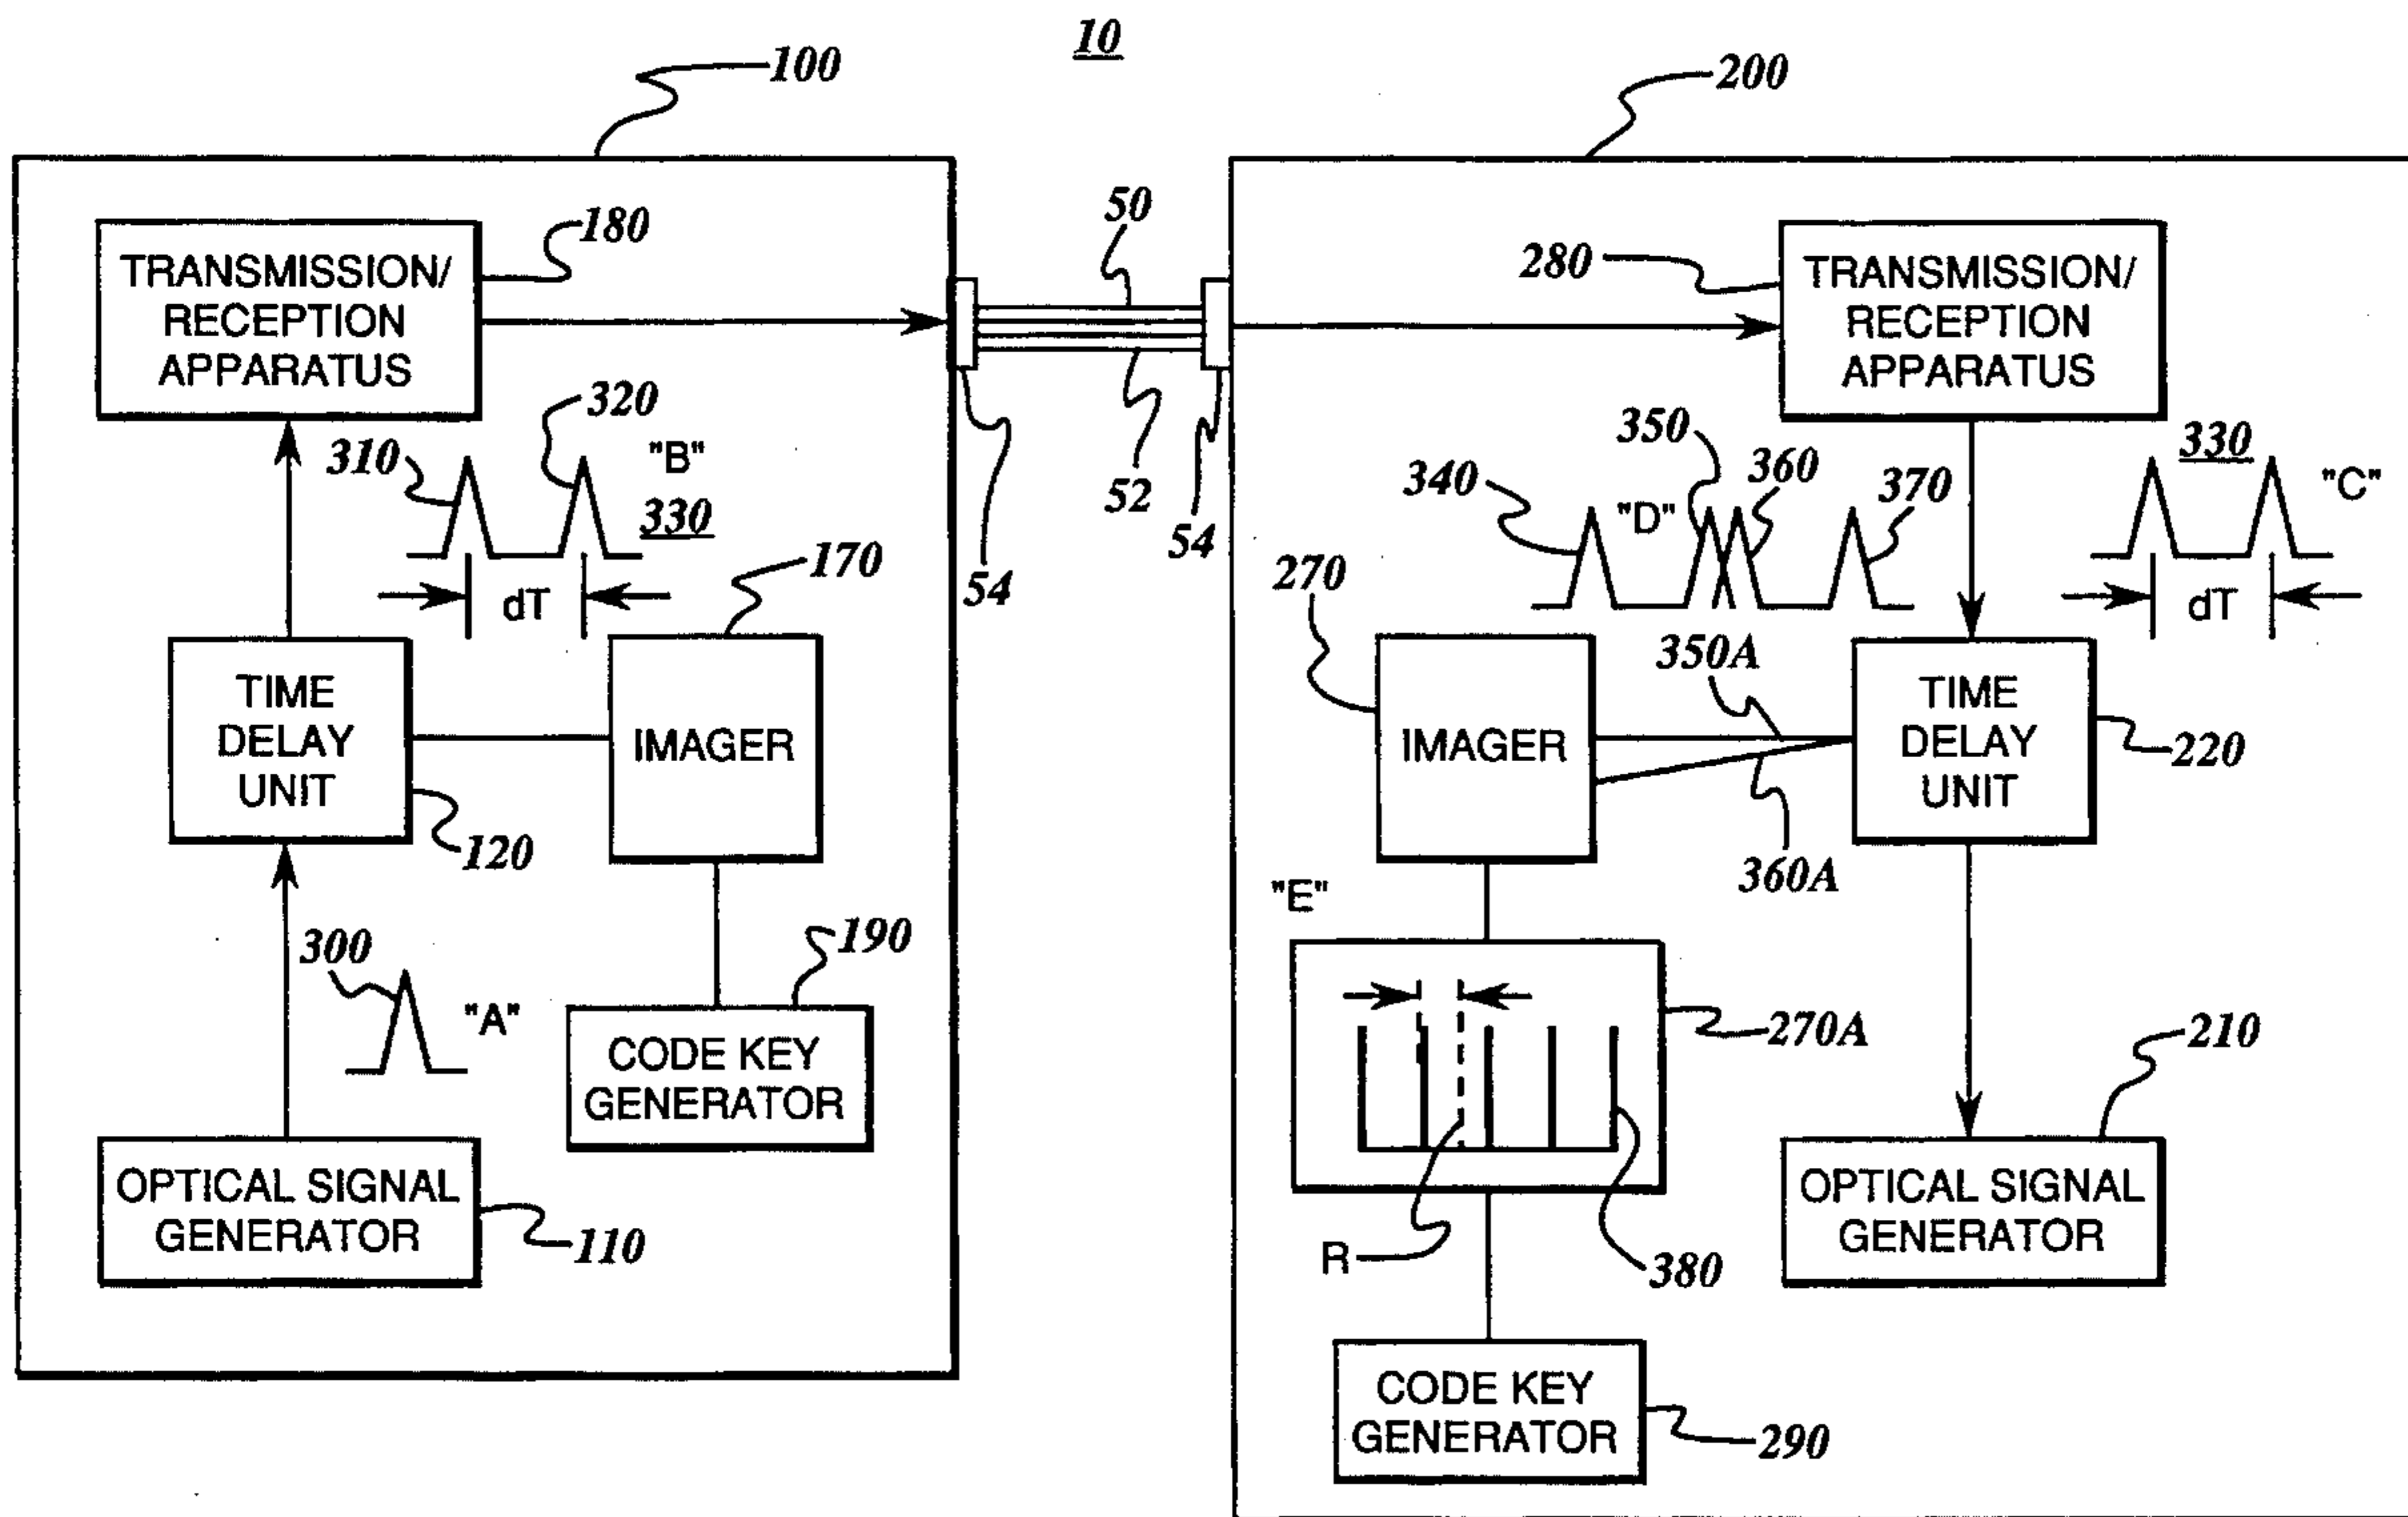 10
100
200
TRANSMISSION/
RECEPTION
APPARATUS
180
50
52
54
54
280
TRANSMISSION/
RECEPTION
APPARATUS
310
320
"B"
330
dT
340
350
"D"
360
370
330
"C"
dT
TIME
DELAY
UNIT
120
170
IMAGER
270
IMAGER
350A
360A
TIME
DELAY
UNIT
220
300
"A"
190
CODE KEY
GENERATOR
"E"
270A
R
380
210
OPTICAL SIGNAL
GENERATOR
110
OPTICAL SIGNAL
GENERATOR
CODE KEY
GENERATOR
290